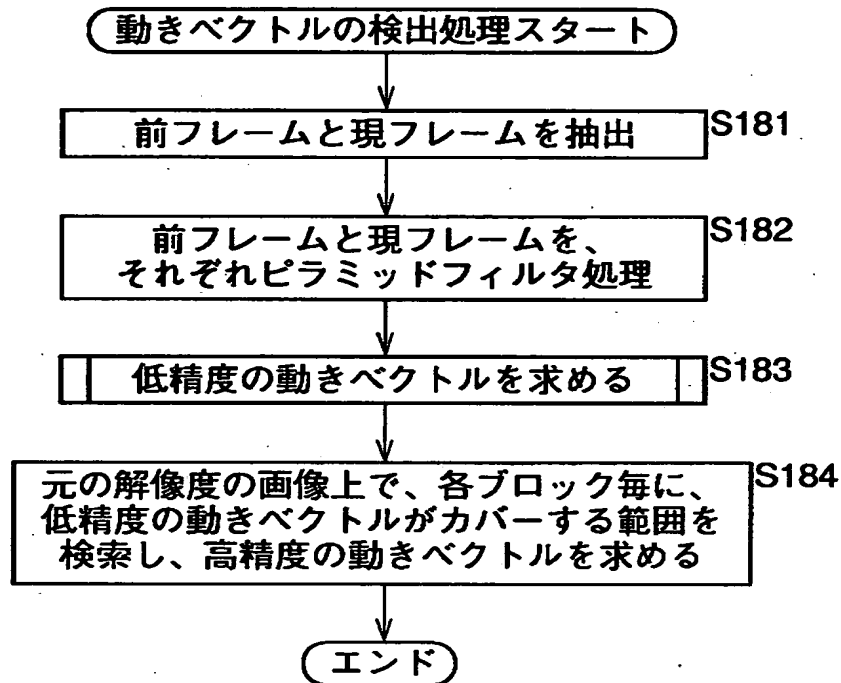 動きベクトルの検出処理スタート
前フレームと現フレームを抽出
S181
前フレームと現フレームを、
それぞれピラミッドフィルタ処理
S182
低精度の動きベクトルを求める
S183
元の解像度の画像上で、各ブロック毎に、
低精度の動きベクトルがカバーする範囲を
検索し、高精度の動きベクトルを求める
S184
エンド